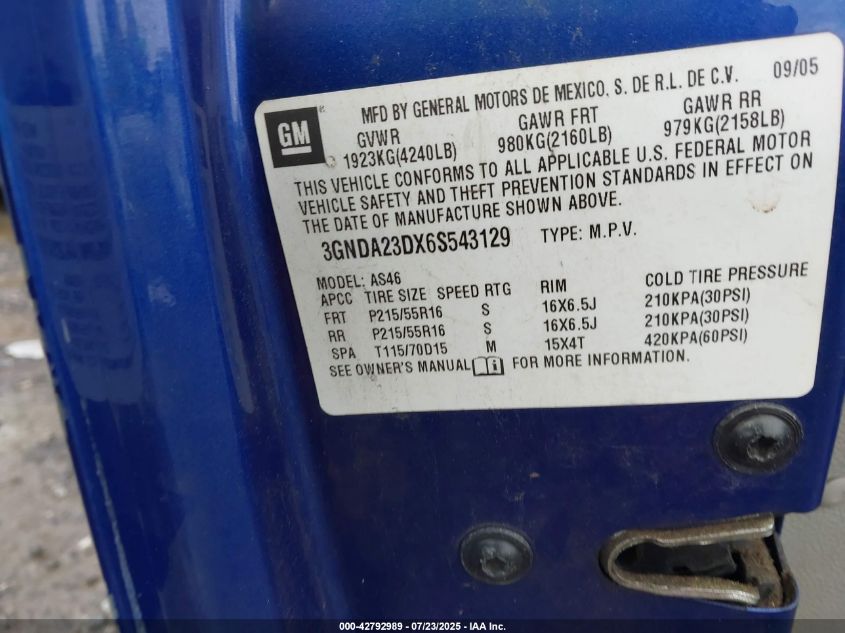 MFD BY GENERAL MOTORS DE MEXICO. S. DE R.L. DE C.V. 09/05
GM
GVWR GAWR FRT GAWR RR
1923KG(4240LB) 980KG(2160LB) 979KG(2158LB)
THIS VEHICLE CONFORMS TO ALL APPLICABLE U.S. FEDERAL MOTOR
VEHICLE SAFETY AND THEFT PREVENTION STANDARDS IN EFFECT ON
THE DATE OF MANUFACTURE SHOWN ABOVE.
3GNDA23DX6S543129 TYPE: M.P.V.
MODEL: AS46
APCC TIRE SIZE SPEED RTG RIM COLD TIRE PRESSURE
FRT P215/55R16 S 16X6.5J 210KPA(30PSI)
RR P215/55R16 S 16X6.5J 210KPA(30PSI)
SPA T115/70D15 M 15X4T 420KPA(60PSI)
SEE OWNER'S MANUAL i FOR MORE INFORMATION.
000-42792989 - 07/23/2025 - IAA Inc.